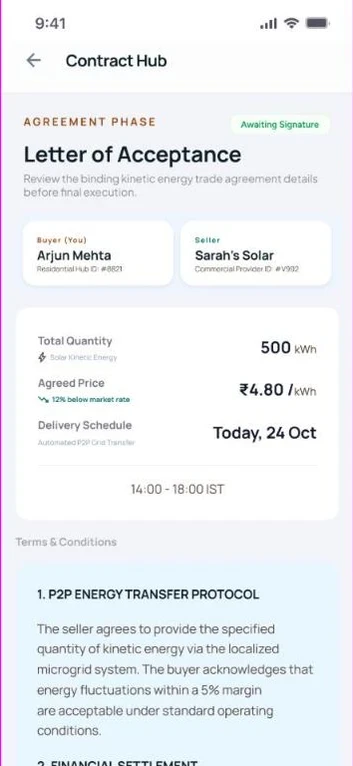 9:41
Contract Hub
AGREEMENT PHASE
Awaiting Signature
Letter of Acceptance
Review the binding kinetic energy trade agreement details
before final execution.
Buyer (You)
Arjun Mehta
Residential Hub ID: #8821
Seller
Sarah's Solar
Commercial Provider ID: #V992
Total Quantity
Solar Kinetic Energy
500 kWh
Agreed Price
12% below market rate
₹4.80 /kWh
Delivery Schedule
Automated P2P Grid Transfer
Today, 24 Oct
14:00 - 18:00 IST
Terms & Conditions
1. P2P ENERGY TRANSFER PROTOCOL
The seller agrees to provide the specified
quantity of kinetic energy via the localized
microgrid system. The buyer acknowledges that
energy fluctuations within a 5% margin
are acceptable under standard operating
conditions.
2. FINANCIAL SETTLEMENT